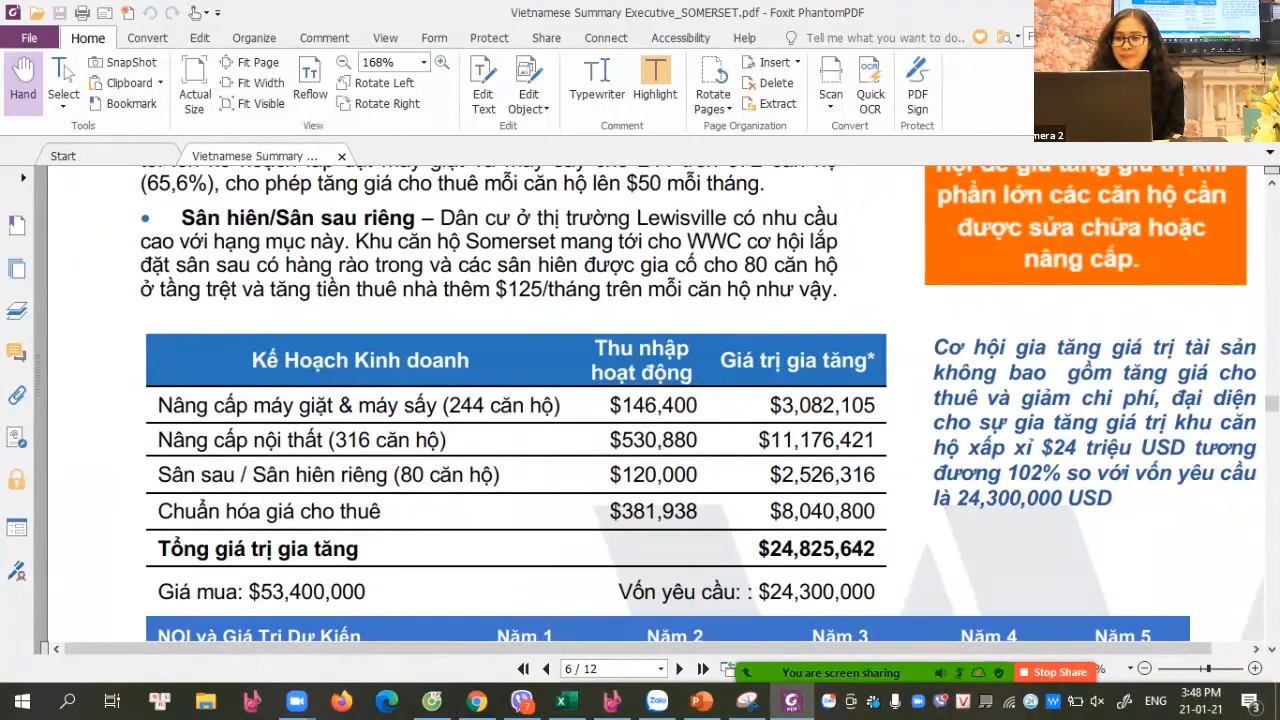 Vietnamese Summary Executive_SOMERSET.pdf - Foxit PhantomPDF
File Home Convert Edit Organize Comment View Form Protect Share Connect Accessibility Help Tell me what you want to do..
Hand
Select
SnapShot
Clipboard
Bookmark
Actual Size
Fit Page
Fit Width
Fit Visible
Reflow
168%
Rotate Left
Rotate Right
Edit Text
Edit Object
Typewriter
Highlight
Rotate Pages
Insert
Delete
Extract
Scan
Quick OCR
PDF Sign
Tools View Edit Comment Page Organization Convert Protect
mera 2
Start Vietnamese Summary ...
(65,6%), cho phép tăng giá cho thuê mỗi căn hộ lên $50 mỗi tháng.
• Sân hiên/Sân sau riêng – Dân cư ở thị trường Lewisville có nhu cầu
cao với hạng mục này. Khu căn hộ Somerset mang tới cho WWC cơ hội lắp
đặt sân sau có hàng rào trong và các sân hiên được gia cố cho 80 căn hộ
ở tầng trệt và tăng tiền thuê nhà thêm $125/tháng trên mỗi căn hộ như vậy.
hội để gia tăng giá trị khi
phần lớn các căn hộ cần
được sửa chữa hoặc
nâng cấp.
Kế Hoạch Kinh doanh Thu nhập hoạt động Giá trị gia tăng*
Nâng cấp máy giặt & máy sấy (244 căn hộ) $146,400 $3,082,105
Nâng cấp nội thất (316 căn hộ) $530,880 $11,176,421
Sân sau / Sân hiên riêng (80 căn hộ) $120,000 $2,526,316
Chuẩn hóa giá cho thuê $381,938 $8,040,800
Tổng giá trị gia tăng $24,825,642
Giá mua: $53,400,000 Vốn yêu cầu: : $24,300,000
Cơ hội gia tăng giá trị tài sản
không bao gồm tăng giá cho
thuê và giảm chi phí, đại diện
cho sự gia tăng giá trị khu căn
hộ xấp xỉ $24 triệu USD tương
đương 102% so với vốn yêu cầu
là 24,300,000 USD
NOI và Giá Trị Dự Kiến Năm 1 Năm 2 Năm 3 Năm 4 Năm 5
6 / 12
You are screen sharing
Stop Share
ENG
3:48 PM
21-01-21